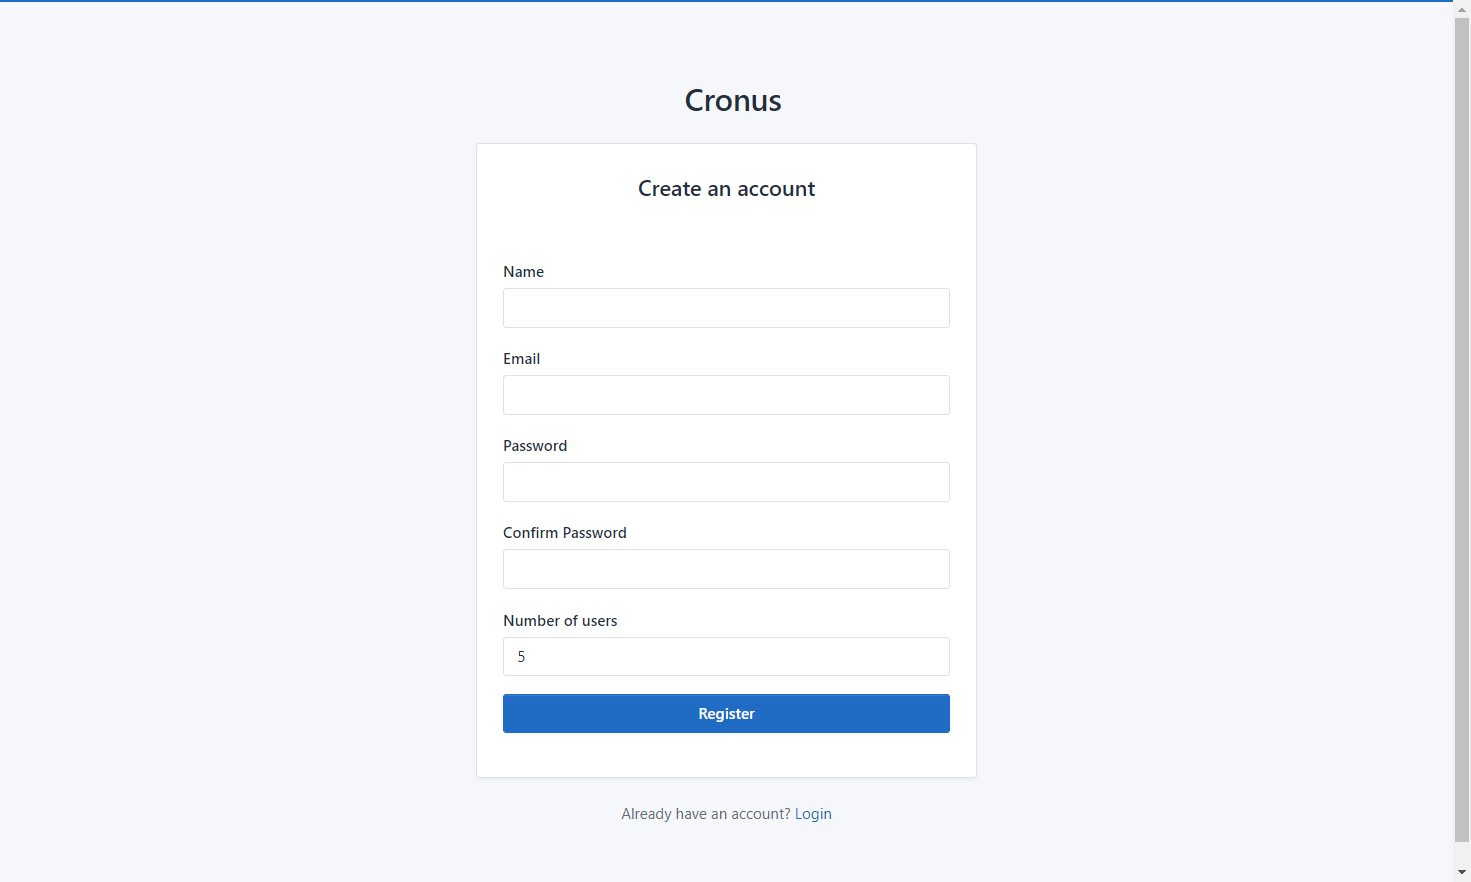 Cronus
Create an account
Name
Email
Password
Confirm Password
Number of users
5
Register
Already have an account? Login